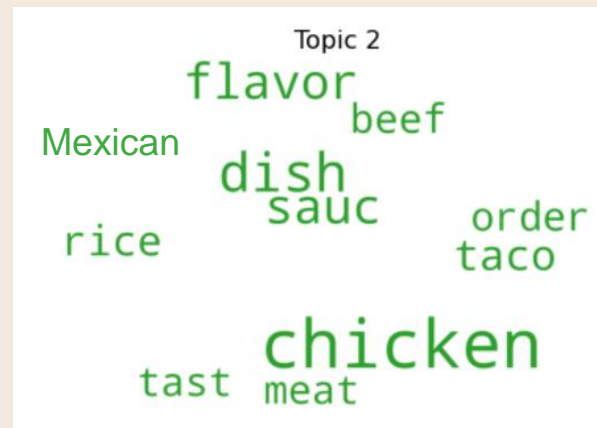 Topic 2
flavor
beef
Mexican
dish
sauc
order
rice
taco
chicken
tast
meat